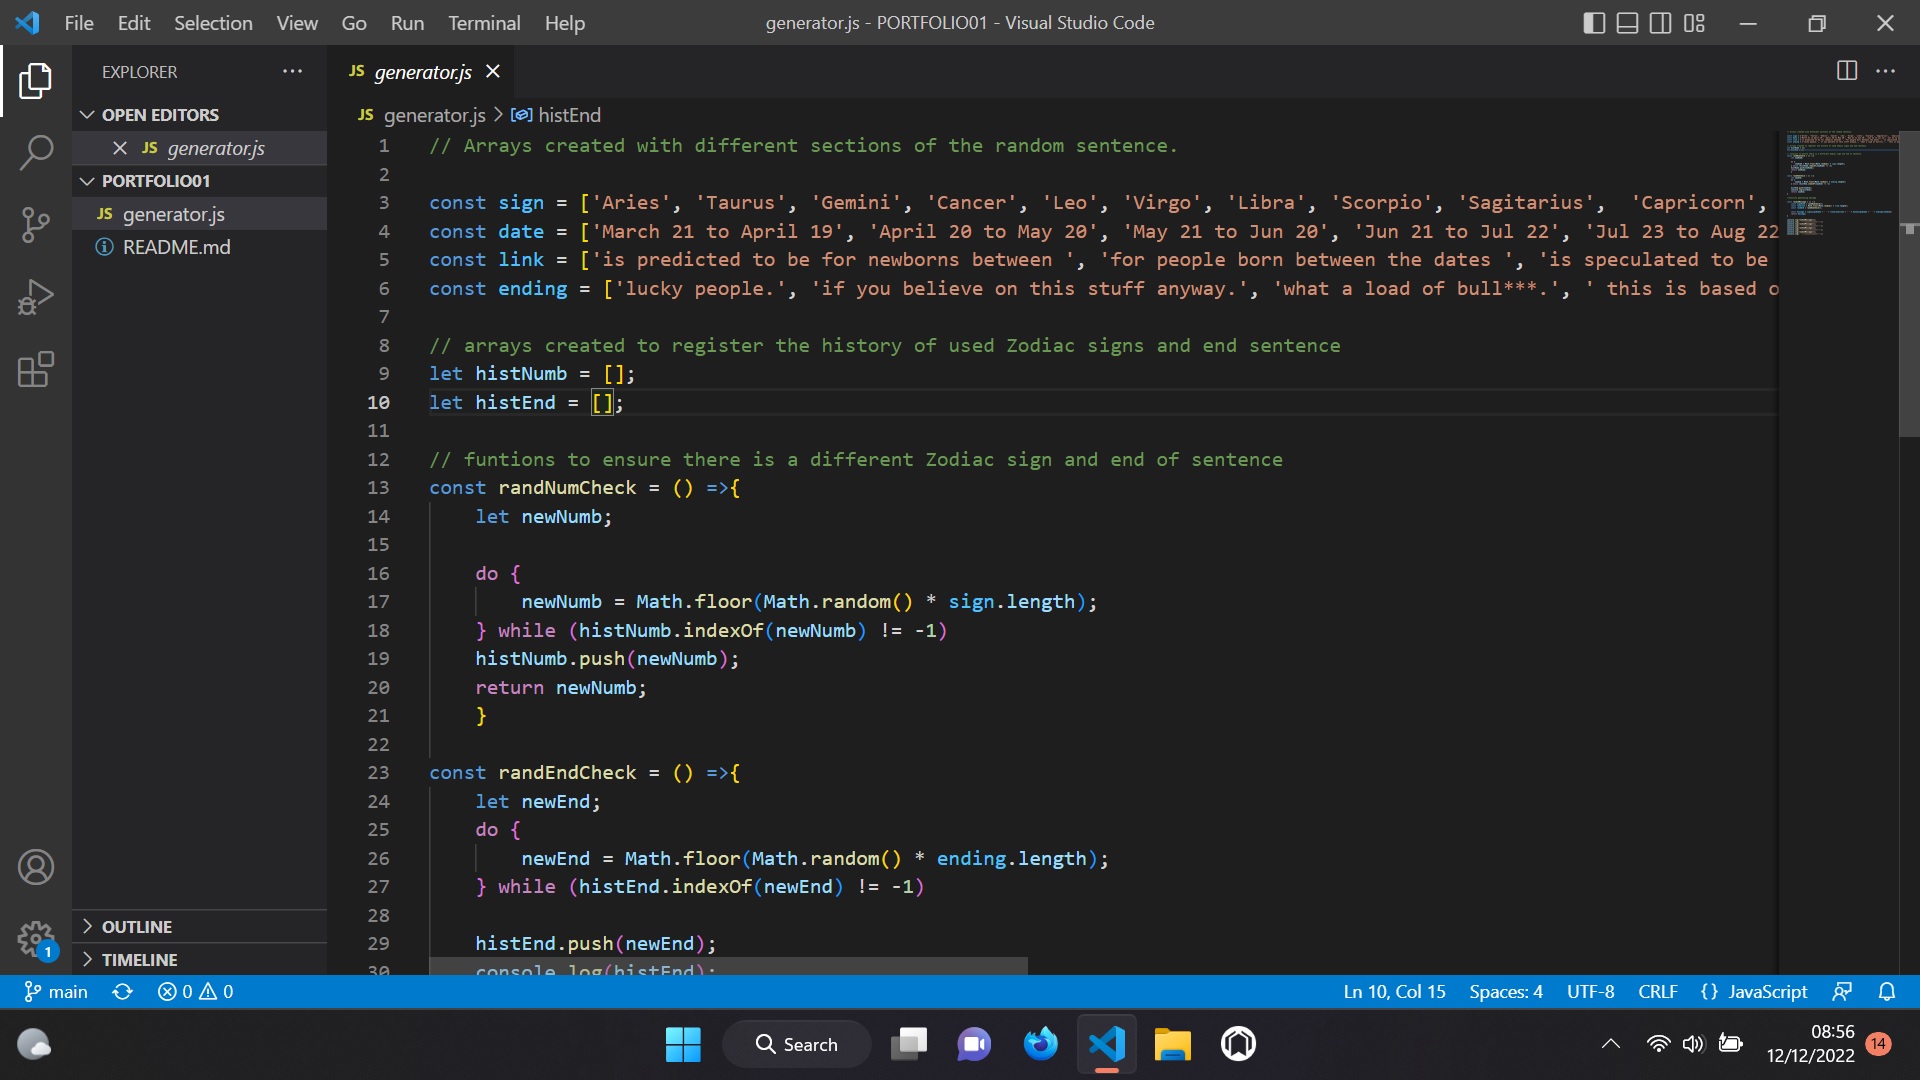 File Edit Selection View Go Run Terminal Help
generator.js - PORTFOLIO01 - Visual Studio Code
EXPLORER
OPEN EDITORS
JS generator.js
PORTFOLIO01
JS generator.js
README.md
OUTLINE
TIMELINE
JS generator.js
JS generator.js > histEnd
1 // Arrays created with different sections of the random sentence.
2
3 const sign = ['Aries', 'Taurus', 'Gemini', 'Cancer', 'Leo', 'Virgo', 'Libra', 'Scorpio', 'Sagitarius',  'Capricorn',
4 const date = ['March 21 to April 19', 'April 20 to May 20', 'May 21 to Jun 20', 'Jun 21 to Jul 22', 'Jul 23 to Aug 22
5 const link = ['is predicted to be for newborns between ', 'for people born between the dates ', 'is speculated to be
6 const ending = ['lucky people.', 'if you believe on this stuff anyway.', 'what a load of bull***.', ' this is based o
7
8 // arrays created to register the history of used Zodiac signs and end sentence
9 let histNumb = [];
10 let histEnd = [];
11
12 // funtions to ensure there is a different Zodiac sign and end of sentence
13 const randNumCheck = () =>{
14     let newNumb;
15
16     do {
17         newNumb = Math.floor(Math.random() * sign.length);
18     } while (histNumb.indexOf(newNumb) != -1)
19     histNumb.push(newNumb);
20     return newNumb;
21     }
22
23 const randEndCheck = () =>{
24     let newEnd;
25     do {
26         newEnd = Math.floor(Math.random() * ending.length);
27     } while (histEnd.indexOf(newEnd) != -1)
28
29     histEnd.push(newEnd);
30     console.log(histEnd);
1
main 0 0
Ln 10, Col 15 Spaces: 4 UTF-8 CRLF {} JavaScript
Search
08:56
12/12/2022
14